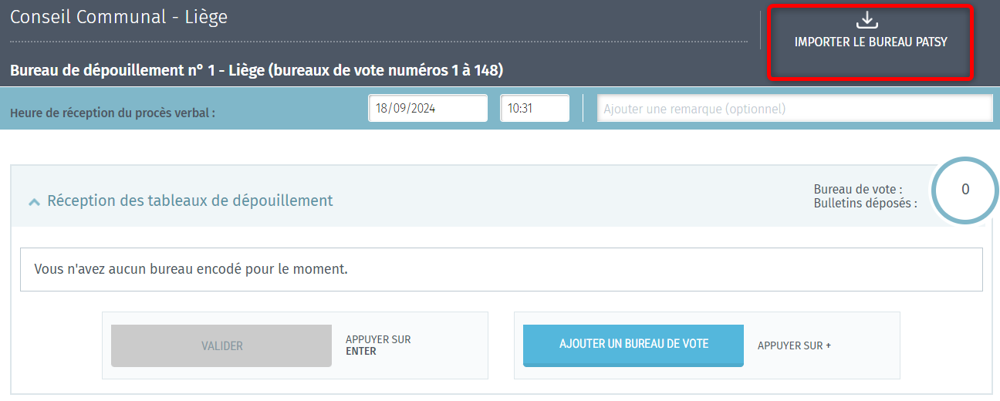 Conseil Communal - Liège
IMPORTER LE BUREAU PATSY
Bureau de dépouillement n° 1 - Liège (bureaux de vote numéros 1 à 148)
Heure de réception du procès verbal :
18/09/2024
10:31
Ajouter une remarque (optionnel)
Réception des tableaux de dépouillement
Bureau de vote :
Bulletins déposés :
0
Vous n'avez aucun bureau encodé pour le moment.
VALIDER
APPUYER SUR
ENTER
AJOUTER UN BUREAU DE VOTE
APPUYER SUR +